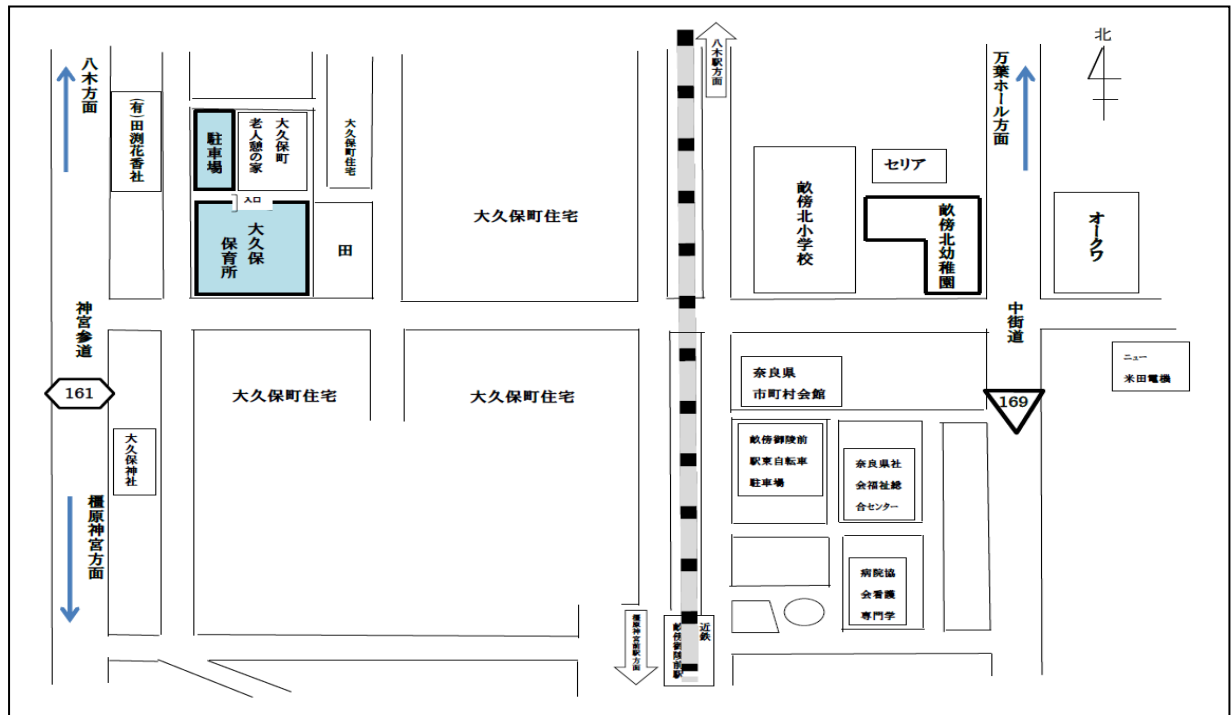 八木方面
(有)田渕花香社
駐車場
大久保町
老人憩の家
大久保町住宅
入口
大久保
保育所
田
神宮参道
161
大久保神社
橿原神宮方面
大久保町住宅
大久保町住宅
大久保町住宅
八木駅方面
橿原神宮前駅方面
近鉄
畝傍御陵前駅
畝傍北小学校
セリア
畝傍北幼稚園
万葉ホール方面
北
オークワ
中街道
169
ニュー
米田電機
奈良県
市町村会館
畝傍御陵前
駅東自転車
駐車場
奈良県社
会福祉総
合センター
病院協
会看護
専門学